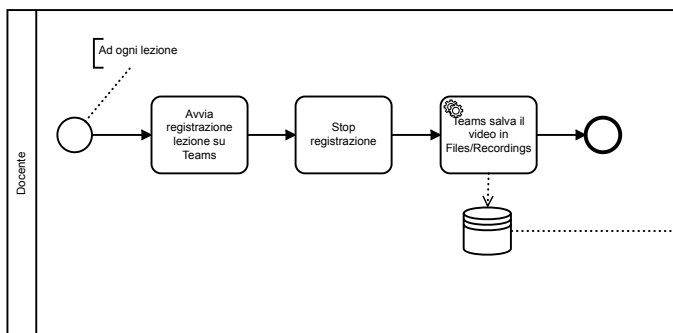 Ad ogni lezione
Avvia
registrazione
lezione su
Teams
Stop
registrazione
Teams salva il
video in
Files/Recordings
Docente